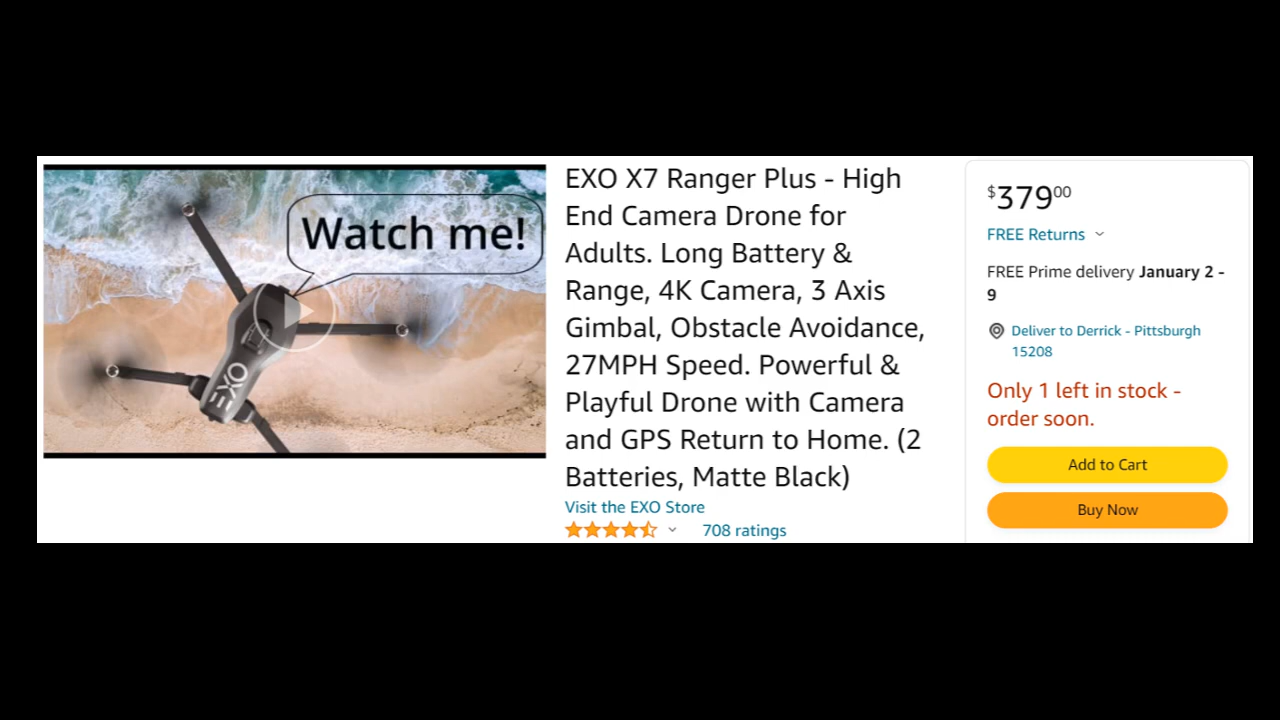 Watch me!
EXO
EXO X7 Ranger Plus - High
End Camera Drone for
Adults. Long Battery &
Range, 4K Camera, 3 Axis
Gimbal, Obstacle Avoidance,
27MPH Speed. Powerful &
Playful Drone with Camera
and GPS Return to Home. (2
Batteries, Matte Black)
Visit the EXO Store
708 ratings
$37900
FREE Returns
FREE Prime delivery January 2 -
9
Deliver to Derrick - Pittsburgh
15208
Only 1 left in stock -
order soon.
Add to Cart
Buy Now